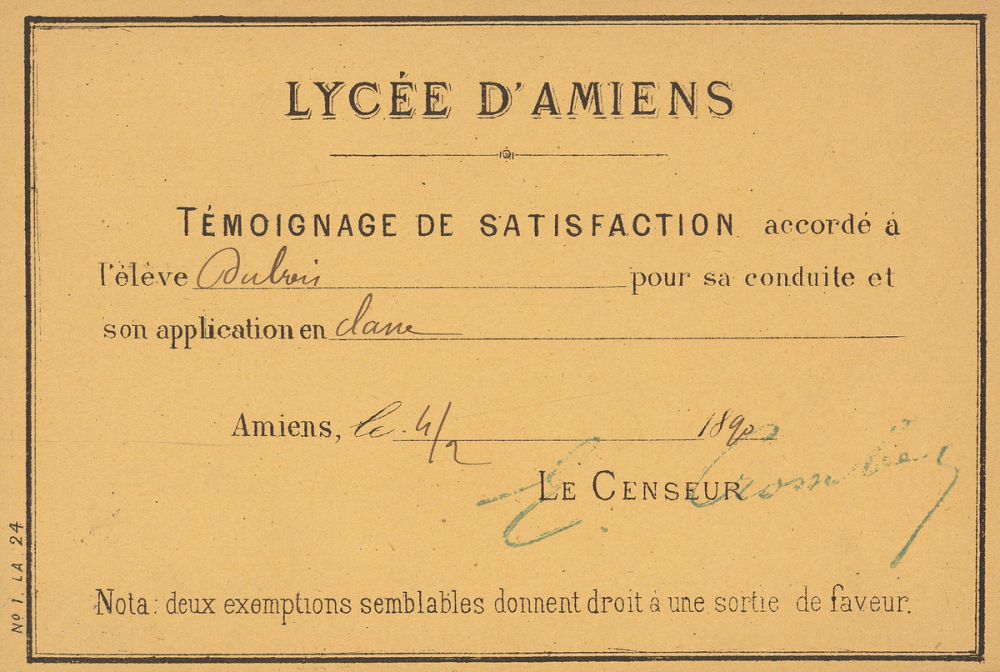 LYCÉE D'AMIENS
TÉMOIGNAGE DE SATISFACTION accordé à
l'élève Dubois pour sa conduite et
son application en classe
Amiens, le 4/2 189
LE CENSEUR
Nota: deux exemptions semblables donnent droit à une sortie de faveur.
No 1. LA 24